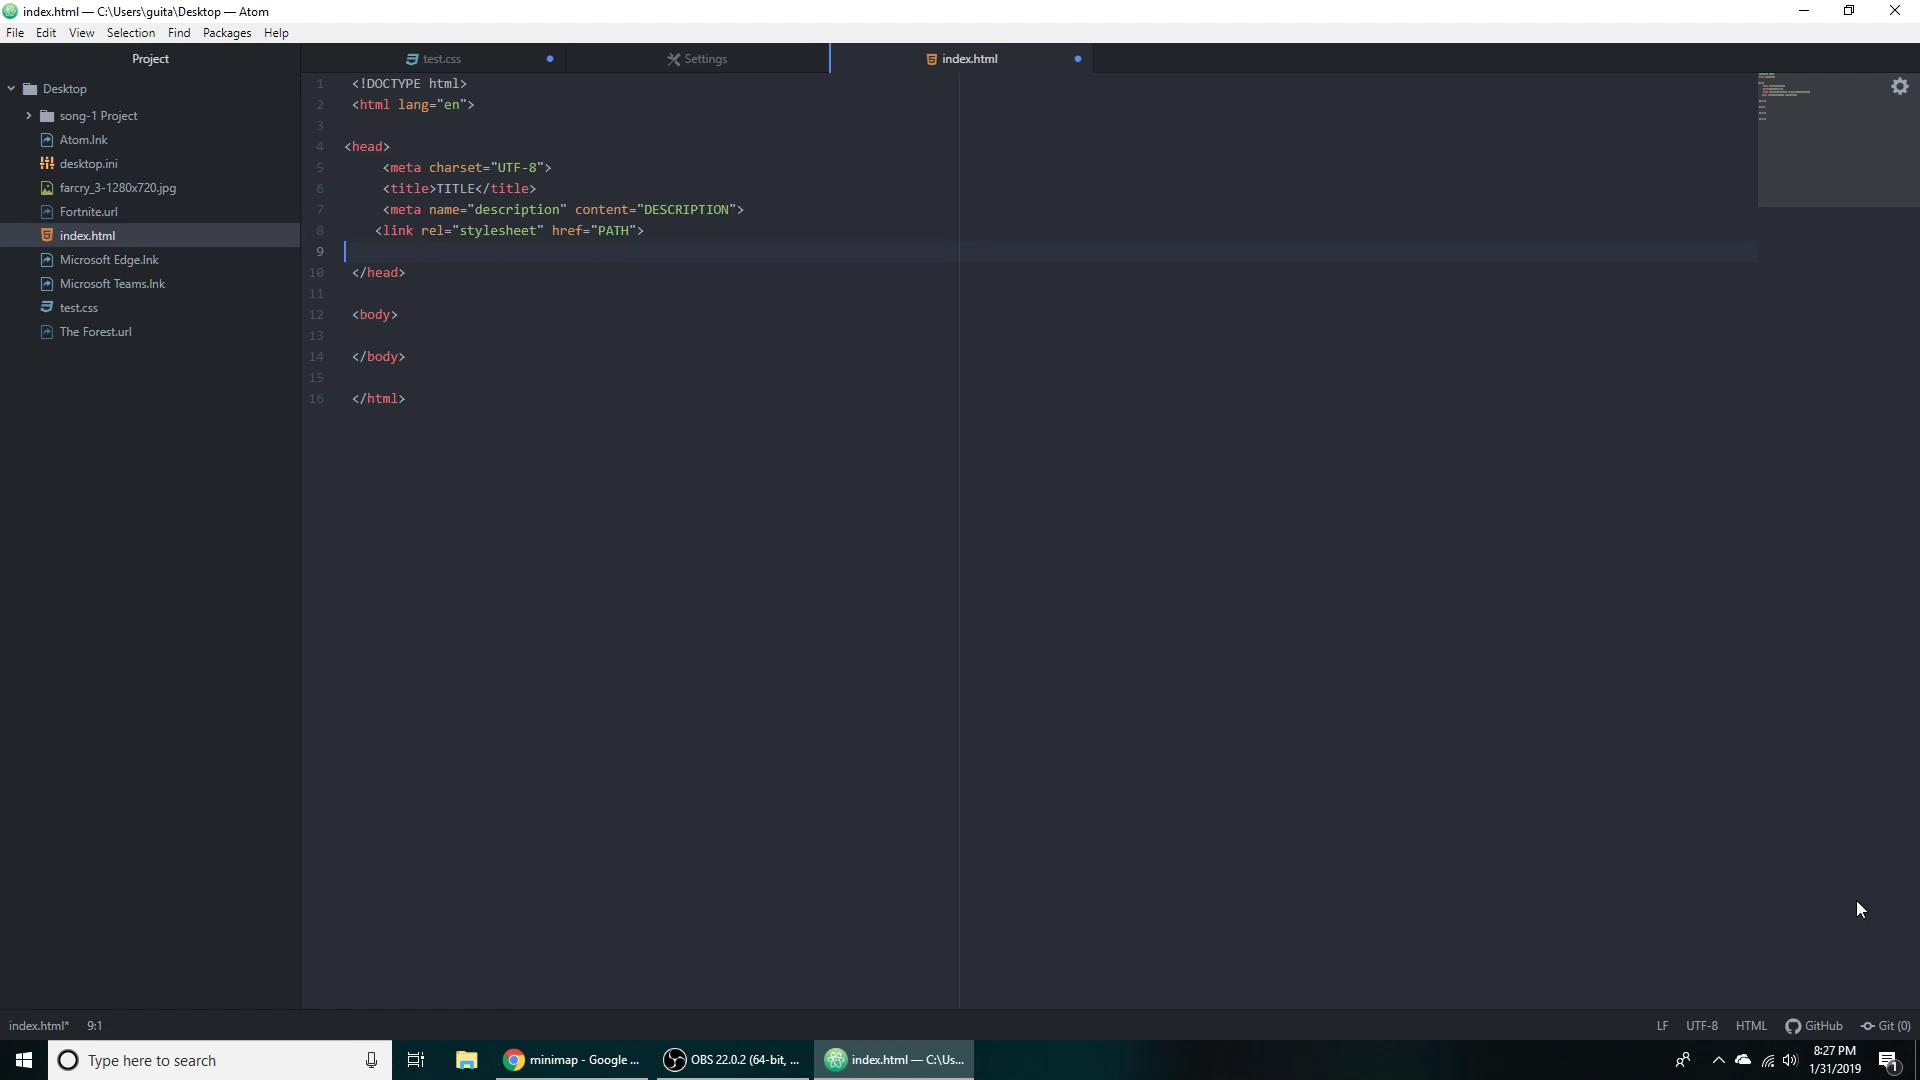 index.html — C:\Users\guita\Desktop — Atom
File Edit View Selection Find Packages Help
Project
test.css
Settings
index.html
Desktop
song-1 Project
Atom.lnk
desktop.ini
farcry_3-1280x720.jpg
Fortnite.url
index.html
Microsoft Edge.lnk
Microsoft Teams.lnk
test.css
The Forest.url
1 <!DOCTYPE html>
2 <html lang="en">
3
4 <head>
5 <meta charset="UTF-8">
6 <title>TITLE</title>
7 <meta name="description" content="DESCRIPTION">
8 <link rel="stylesheet" href="PATH">
9
10 </head>
11
12 <body>
13
14 </body>
15
16 </html>
index.html* 9:1
LF UTF-8 HTML GitHub Git (0)
Type here to search
minimap - Google ...
OBS 22.0.2 (64-bit, ...
index.html — C:\Us...
8:27 PM
1/31/2019
1